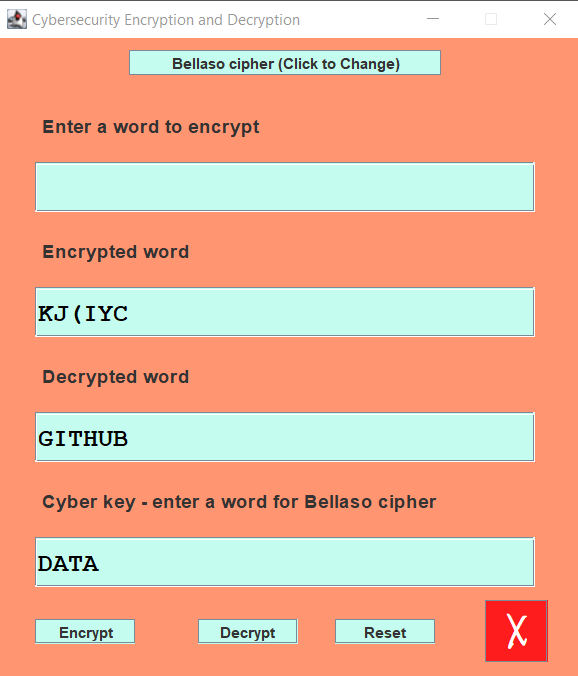 Cybersecurity Encryption and Decryption
Bellaso cipher (Click to Change)
Enter a word to encrypt
Encrypted word
KJ(IYC
Decrypted word
GITHUB
Cyber key - enter a word for Bellaso cipher
DATA
Encrypt Decrypt Reset X